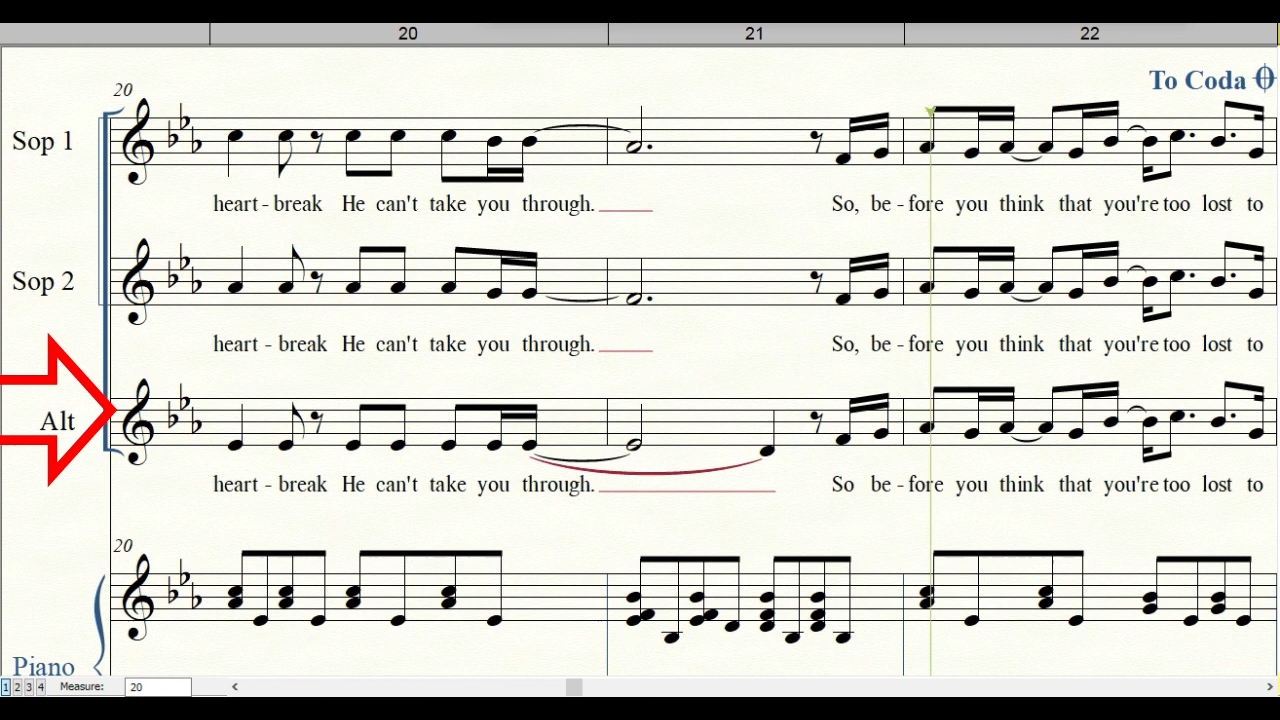 20 21 22
To Coda
20
Sop 1
heart - break He can't take you through. So, be - fore you think that you're too lost to
Sop 2
heart - break He can't take you through. So, be - fore you think that you're too lost to
Alt
heart - break He can't take you through. So be - fore you think that you're too lost to
20
Piano
1 2 3 4 Measure: 20